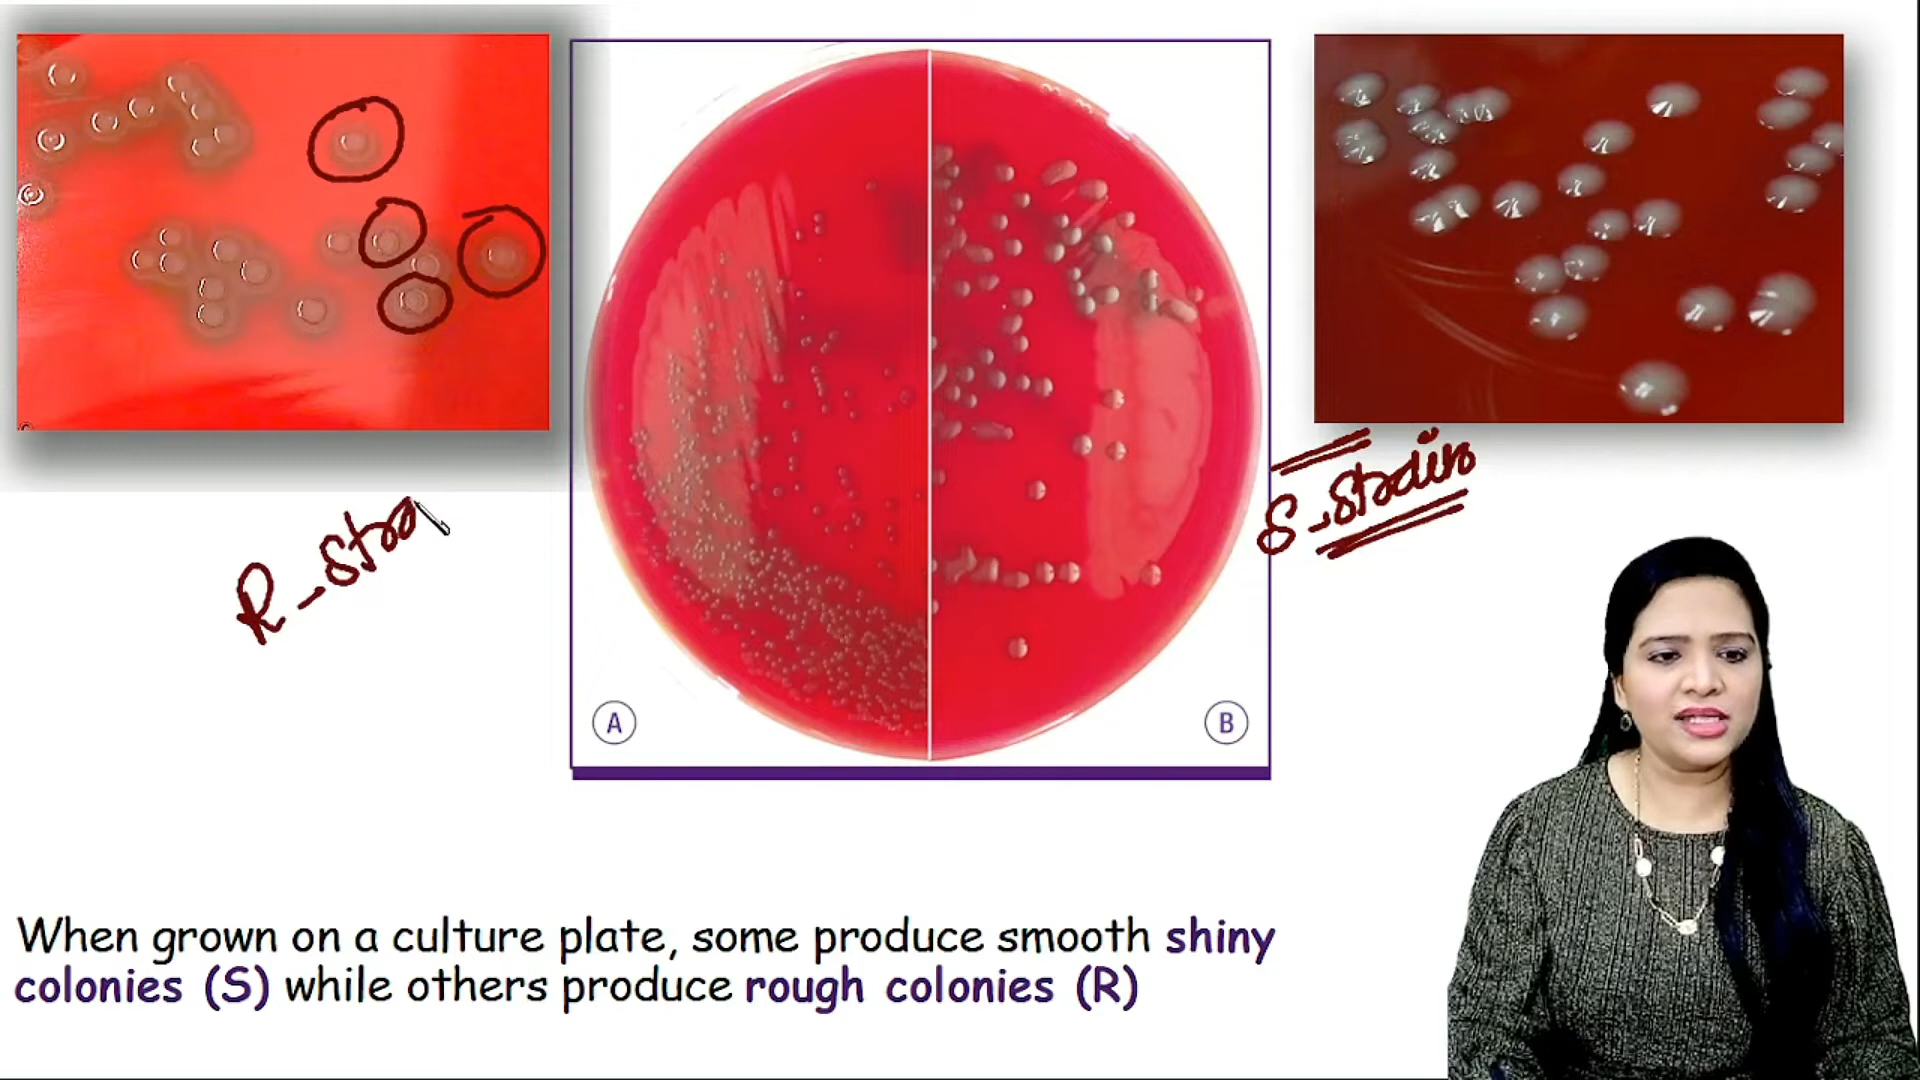 R-stra
S-strain
A
B
When grown on a culture plate, some produce smooth shiny
colonies (S) while others produce rough colonies (R)